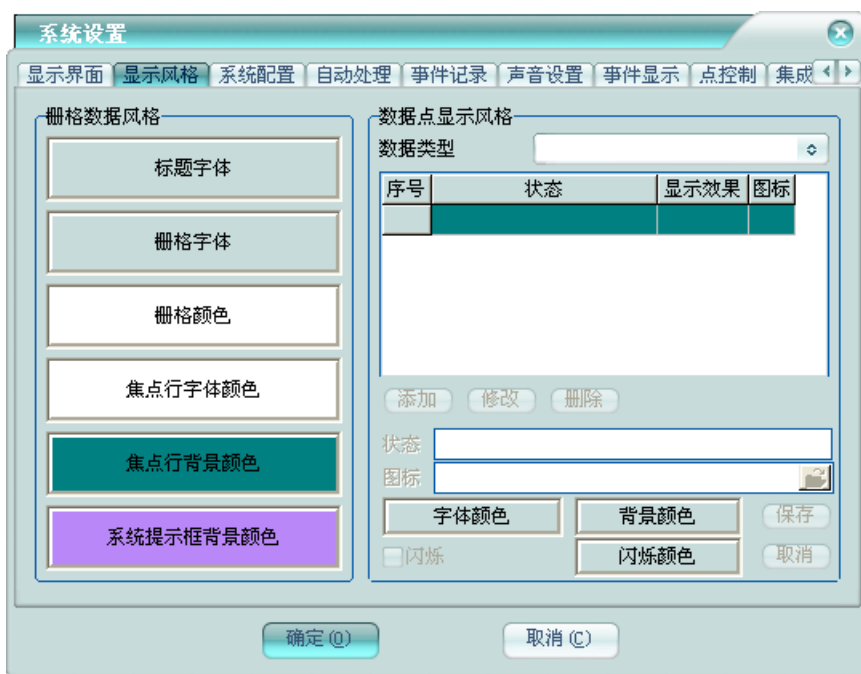 系统设置
显示界面 显示风格 系统配置 自动处理 事件记录 声音设置 事件显示 点控制 集成
栅格数据风格
标题字体
栅格字体
栅格颜色
焦点行字体颜色
焦点行背景颜色
系统提示框背景颜色
数据点显示风格
数据类型
序号 状态 显示效果 图标
添加 修改 删除
状态
图标
字体颜色 背景颜色 保存
闪烁 闪烁颜色 取消
确定(O) 取消(C)